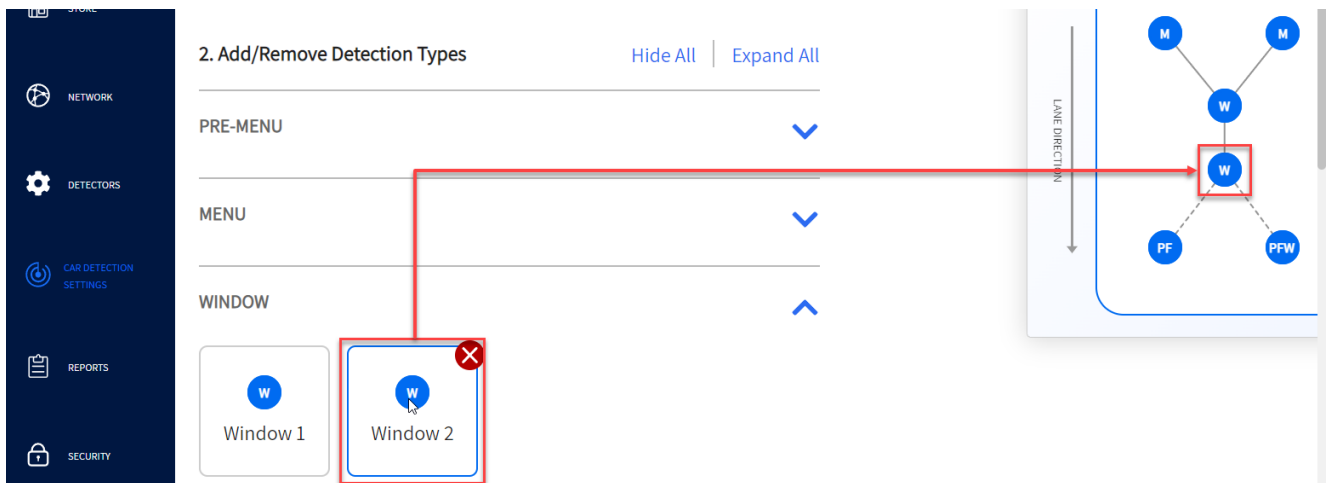 STORE
NETWORK
DETECTORS
CAR DETECTION
SETTINGS
REPORTS
SECURITY
2. Add/Remove Detection Types
Hide All
Expand All
PRE-MENU
MENU
WINDOW
W
Window 1
W
Window 2
LANE DIRECTION
M
M
W
W
PF
PFW